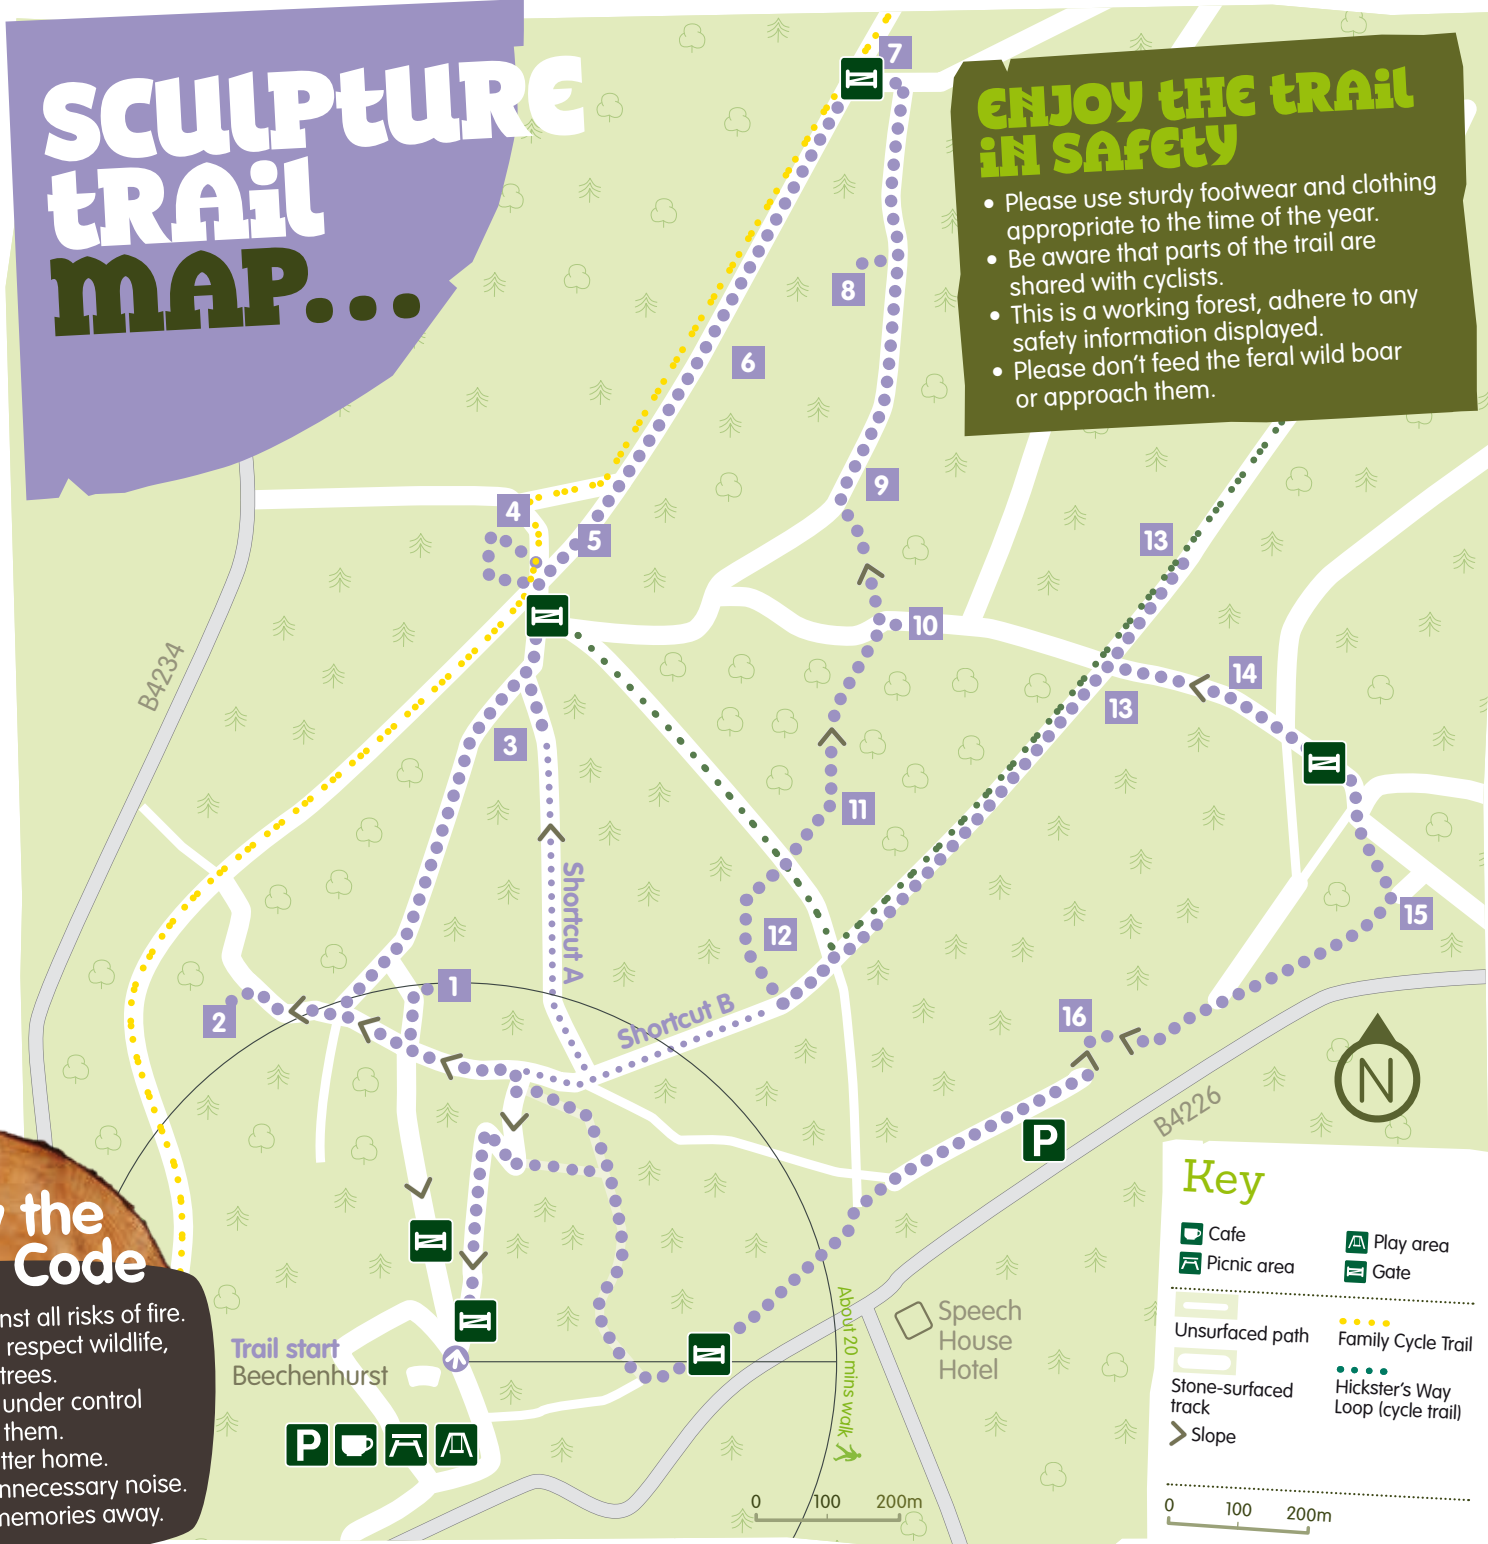 SCULPTURE
TRAIL
MAP...
ENJOY THE TRAIL
IN SAFETY
• Please use sturdy footwear and clothing
appropriate to the time of the year.
• Be aware that parts of the trail are
shared with cyclists.
• This is a working forest, adhere to any
safety information displayed.
• Please don't feed the feral wild boar
or approach them.
7
8
6
9
4
5
13
10
14
13
3
11
12
15
1
2
16
B4234
Shortcut A
Shortcut B
B4226
N
P
the
Code
nst all risks of fire.
respect wildlife,
trees.
under control
them.
tter home.
nnecessary noise.
memories away.
Trail start
Beechenhurst
P
About 20 mins walk
Speech
House
Hotel
0 100 200m
Key
Cafe
Picnic area
Play area
Gate
Unsurfaced path
Stone-surfaced
track
Slope
Family Cycle Trail
Hickster's Way
Loop (cycle trail)
0 100 200m